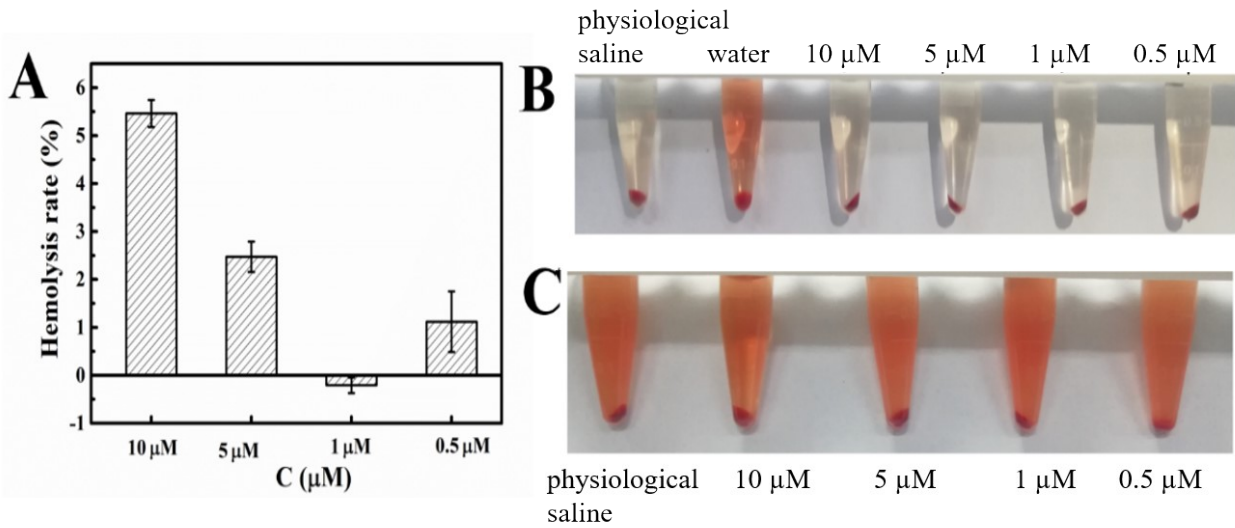 A
Hemolysis rate (%)
6
5
4
3
2
1
0
-1
10 μM 5 μM 1 μM 0.5 μM
C (μM)
B
physiological
saline water 10 μM 5 μM 1 μM 0.5 μM
C
physiological 10 μM 5 μM 1 μM 0.5 μM
saline